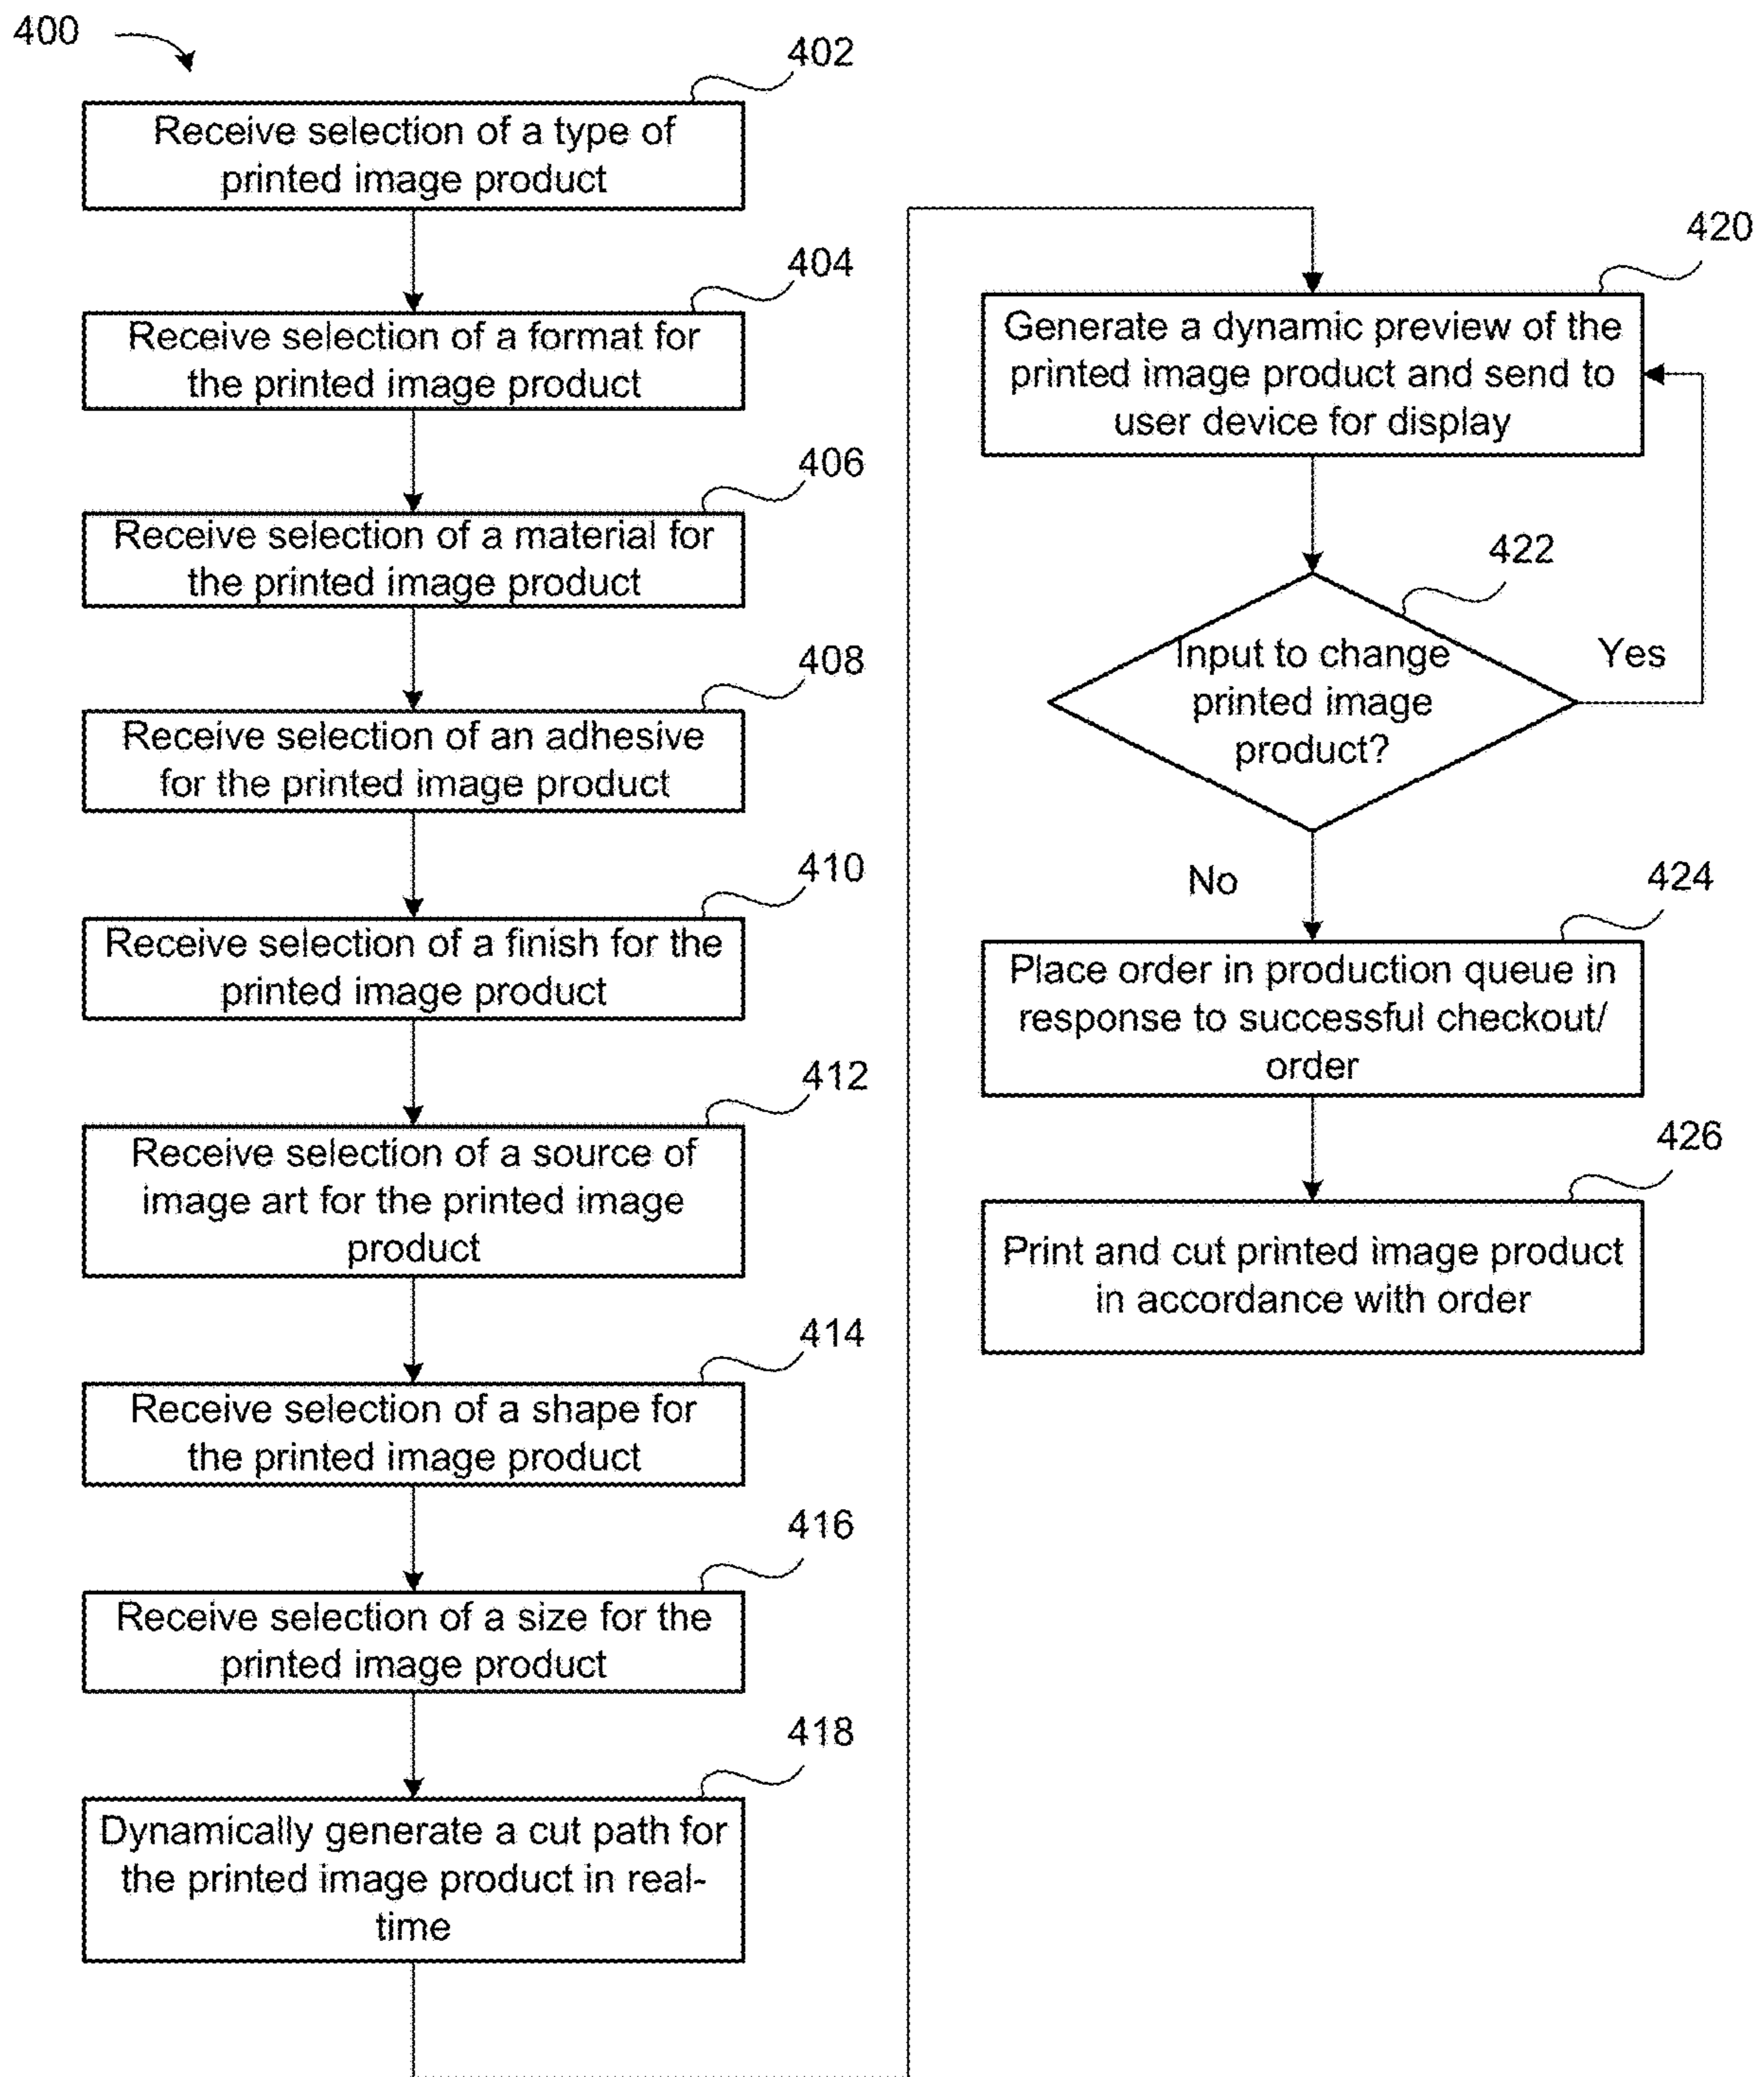 400
402
Receive selection of a type of
printed image product
404
Receive selection of a format for
the printed image product
406
Receive selection of a material for
the printed image product
408
Receive selection of an adhesive
for the printed image product
410
Receive selection of a finish for the
printed image product
412
Receive selection of a source of
image art for the printed image
product
414
Receive selection of a shape for
the printed image product
416
Receive selection of a size for the
printed image product
418
Dynamically generate a cut path for
the printed image product in real-
time
420
Generate a dynamic preview of the
printed image product and send to
user device for display
422
Input to change
printed image
product?
Yes
No
424
Place order in production queue in
response to successful checkout/
order
426
Print and cut printed image product
in accordance with order